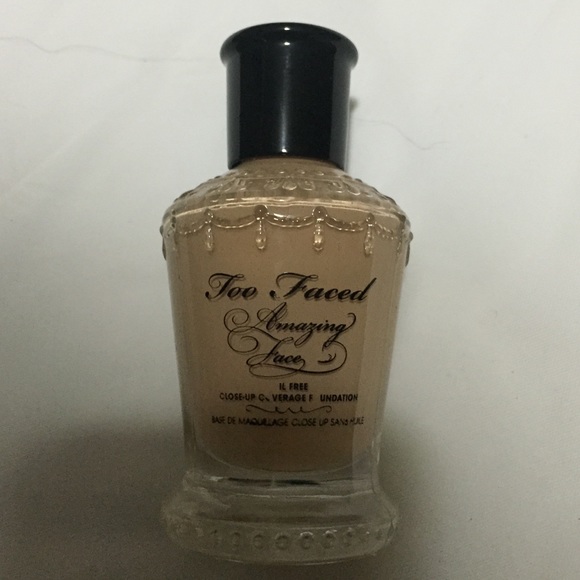 Too Faced
Amazing
Face
IL FREE
CLOSE-UP C VERAGE F UNDATION
BASE DE MAQUILLAGE CLOSE UP SANS HUILE